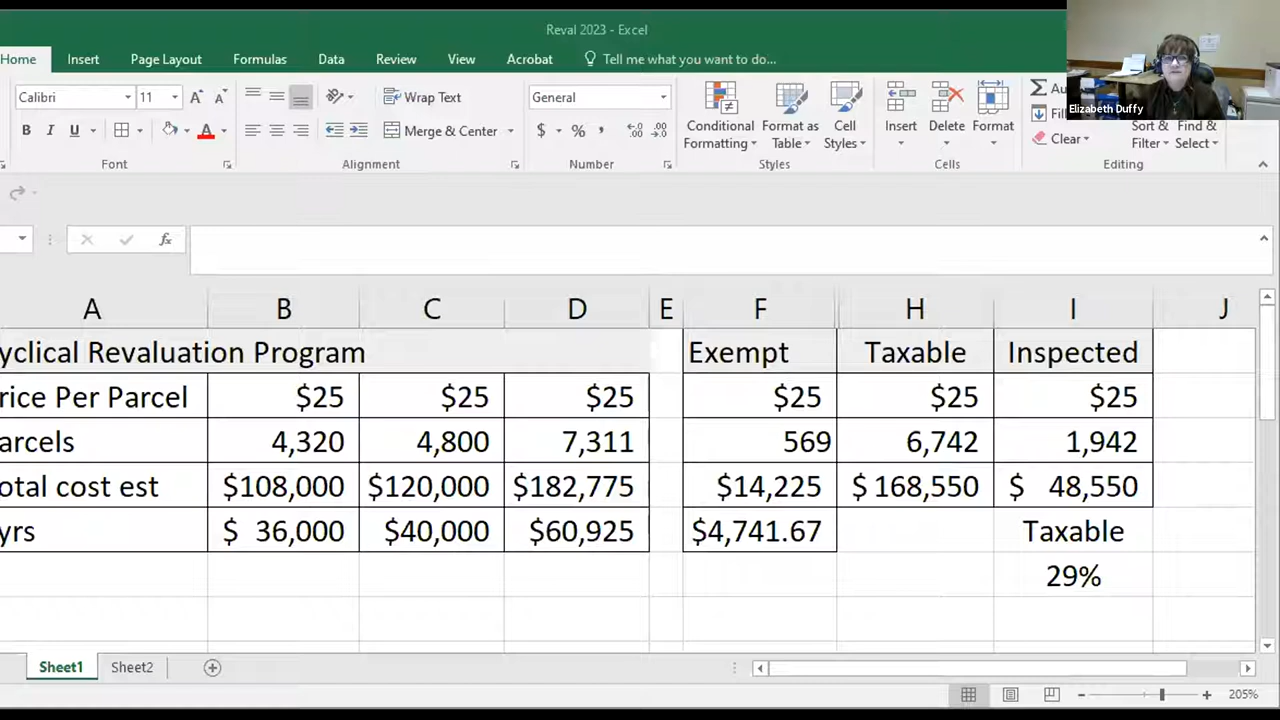 Reval 2023 - Excel
Home Insert Page Layout Formulas Data Review View Acrobat Tell me what you want to do...
Elizabeth Duffy
Calibri 11 Wrap Text General
B I U Merge & Center $ % , Conditional Formatting Format as Table Cell Styles Insert Delete Format Clear Sort & Filter Find & Select
Font Alignment Number Styles Cells Editing
fx
A B C D E F H I J
yclical Revaluation Program Exempt Taxable Inspected
rice Per Parcel $25 $25 $25 $25 $25 $25
arcels 4,320 4,800 7,311 569 6,742 1,942
otal cost est $108,000 $120,000 $182,775 $14,225 $ 168,550 $ 48,550
yrs $ 36,000 $40,000 $60,925 $4,741.67 Taxable
29%
Sheet1 Sheet2
205%